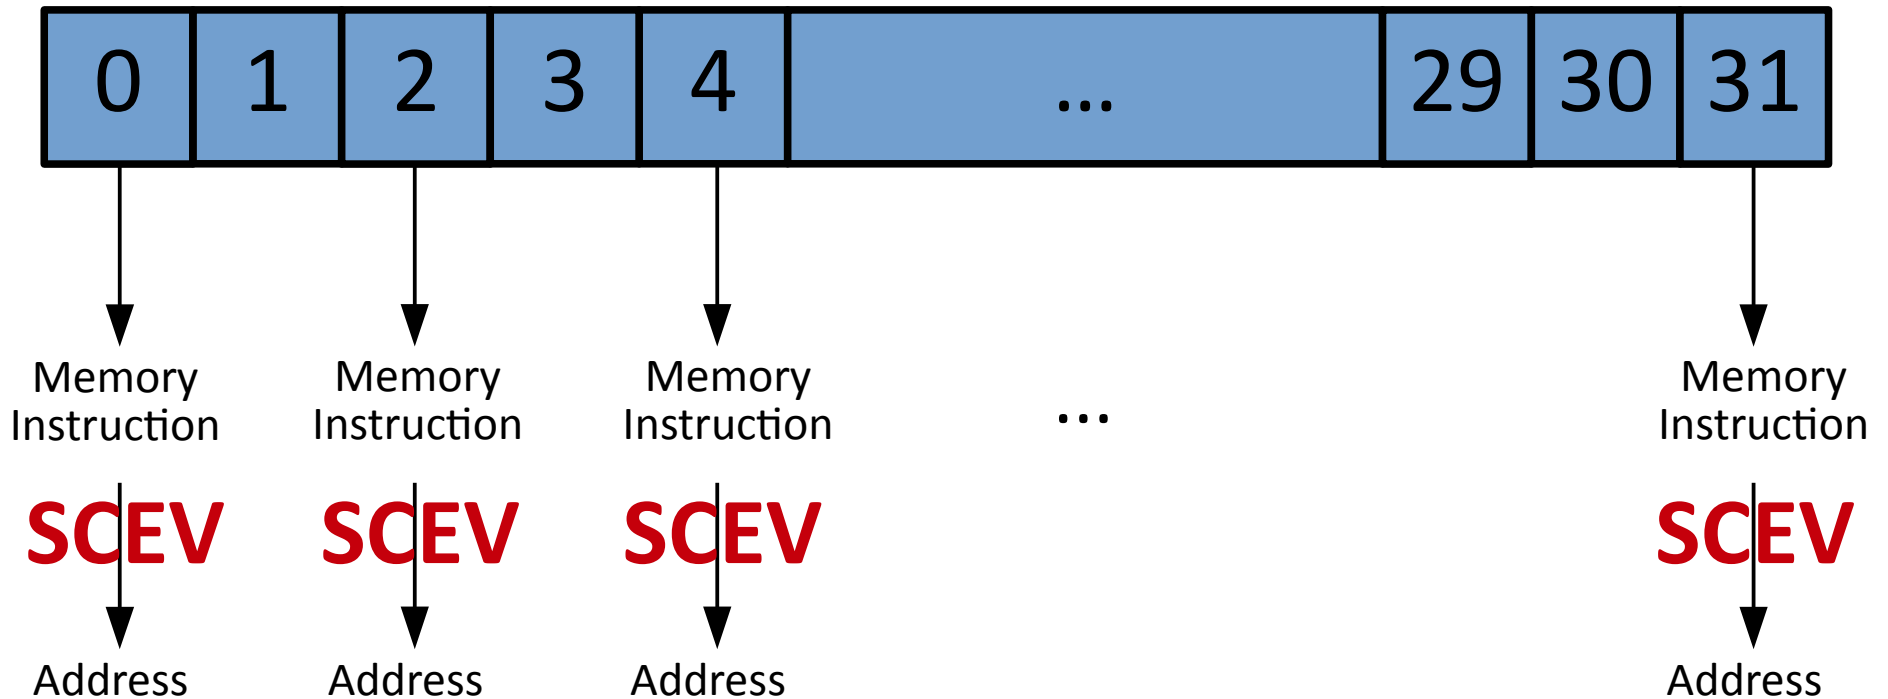 0 1 2 3 4 ... 29 30 31
Memory Memory Memory Memory
Instruction Instruction Instruction ... Instruction
SCEV SCEV SCEV SCEV
Address Address Address Address